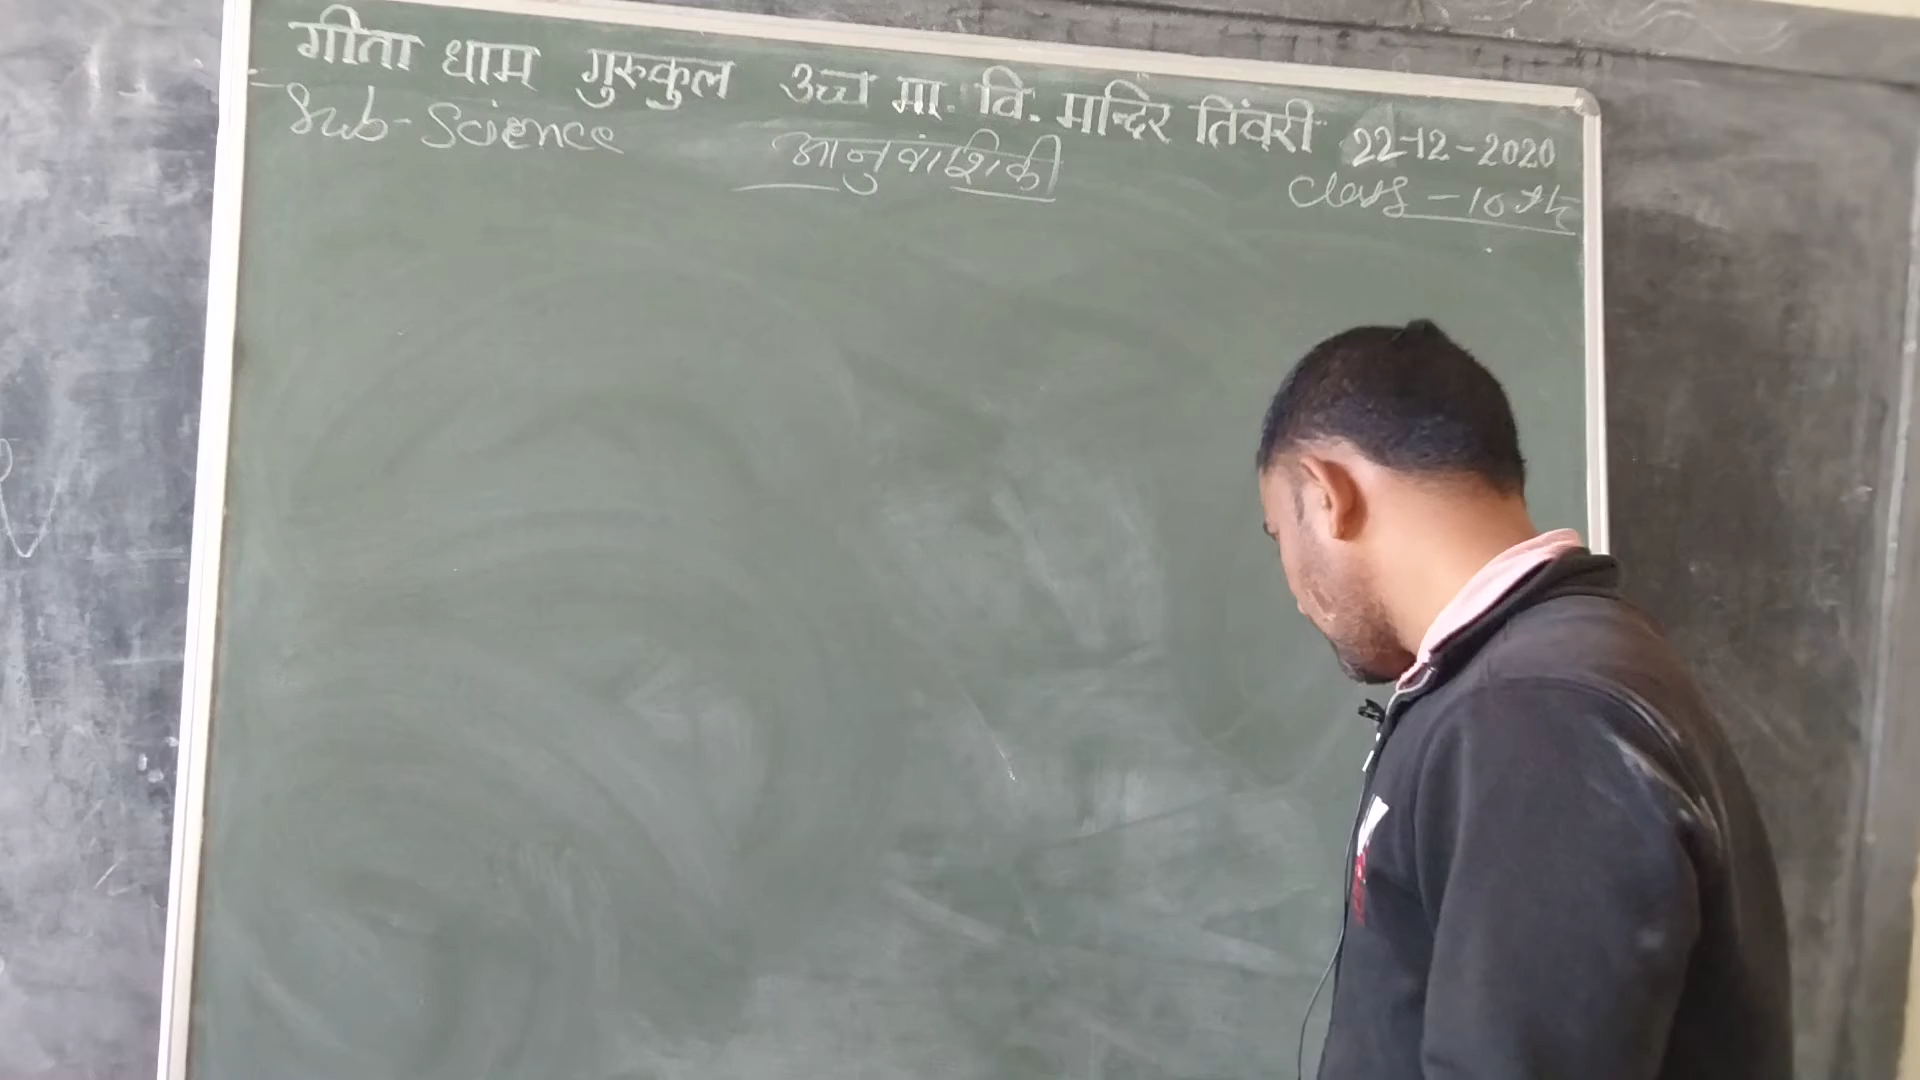 गीता धाम गुरुकुल उच्च मा. वि. मन्दिर तिंवरी 22-12-2020
Sub-Science आनुवांशिकी Class-10th